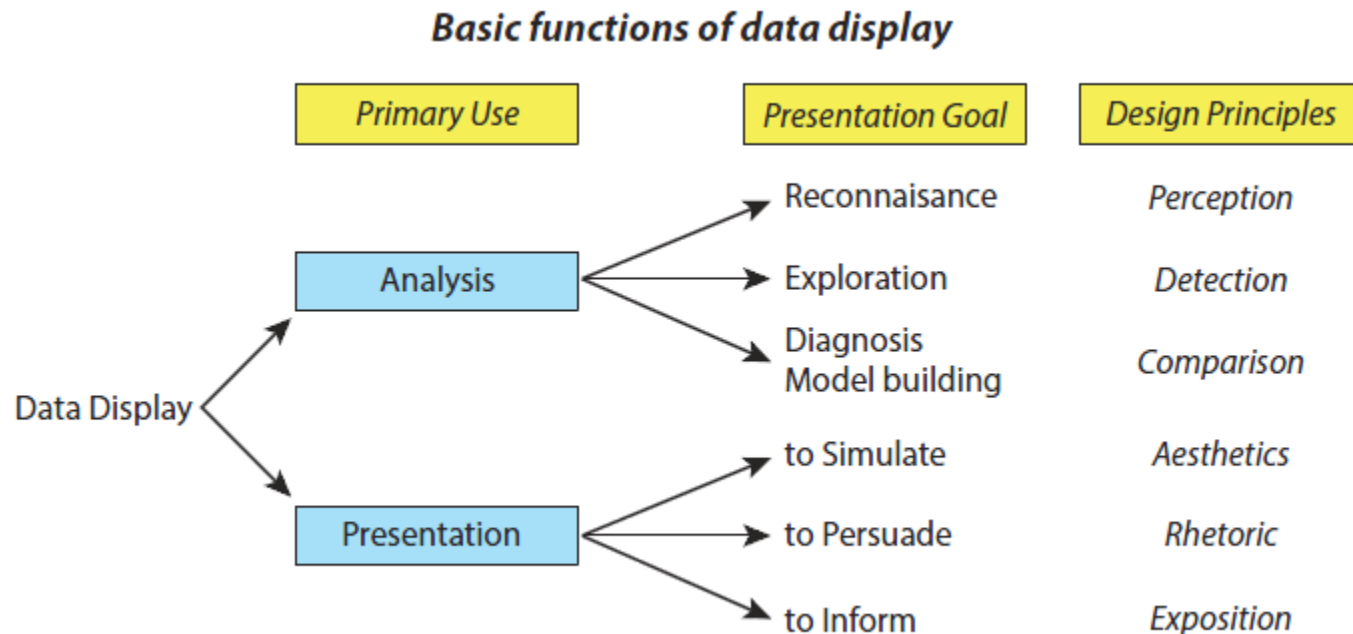 Basic functions of data display
Primary Use
Presentation Goal
Design Principles
Reconnaisance
Perception
Analysis
Exploration
Detection
Diagnosis
Model building
Comparison
Data Display
to Simulate
Aesthetics
Presentation
to Persuade
Rhetoric
to Inform
Exposition